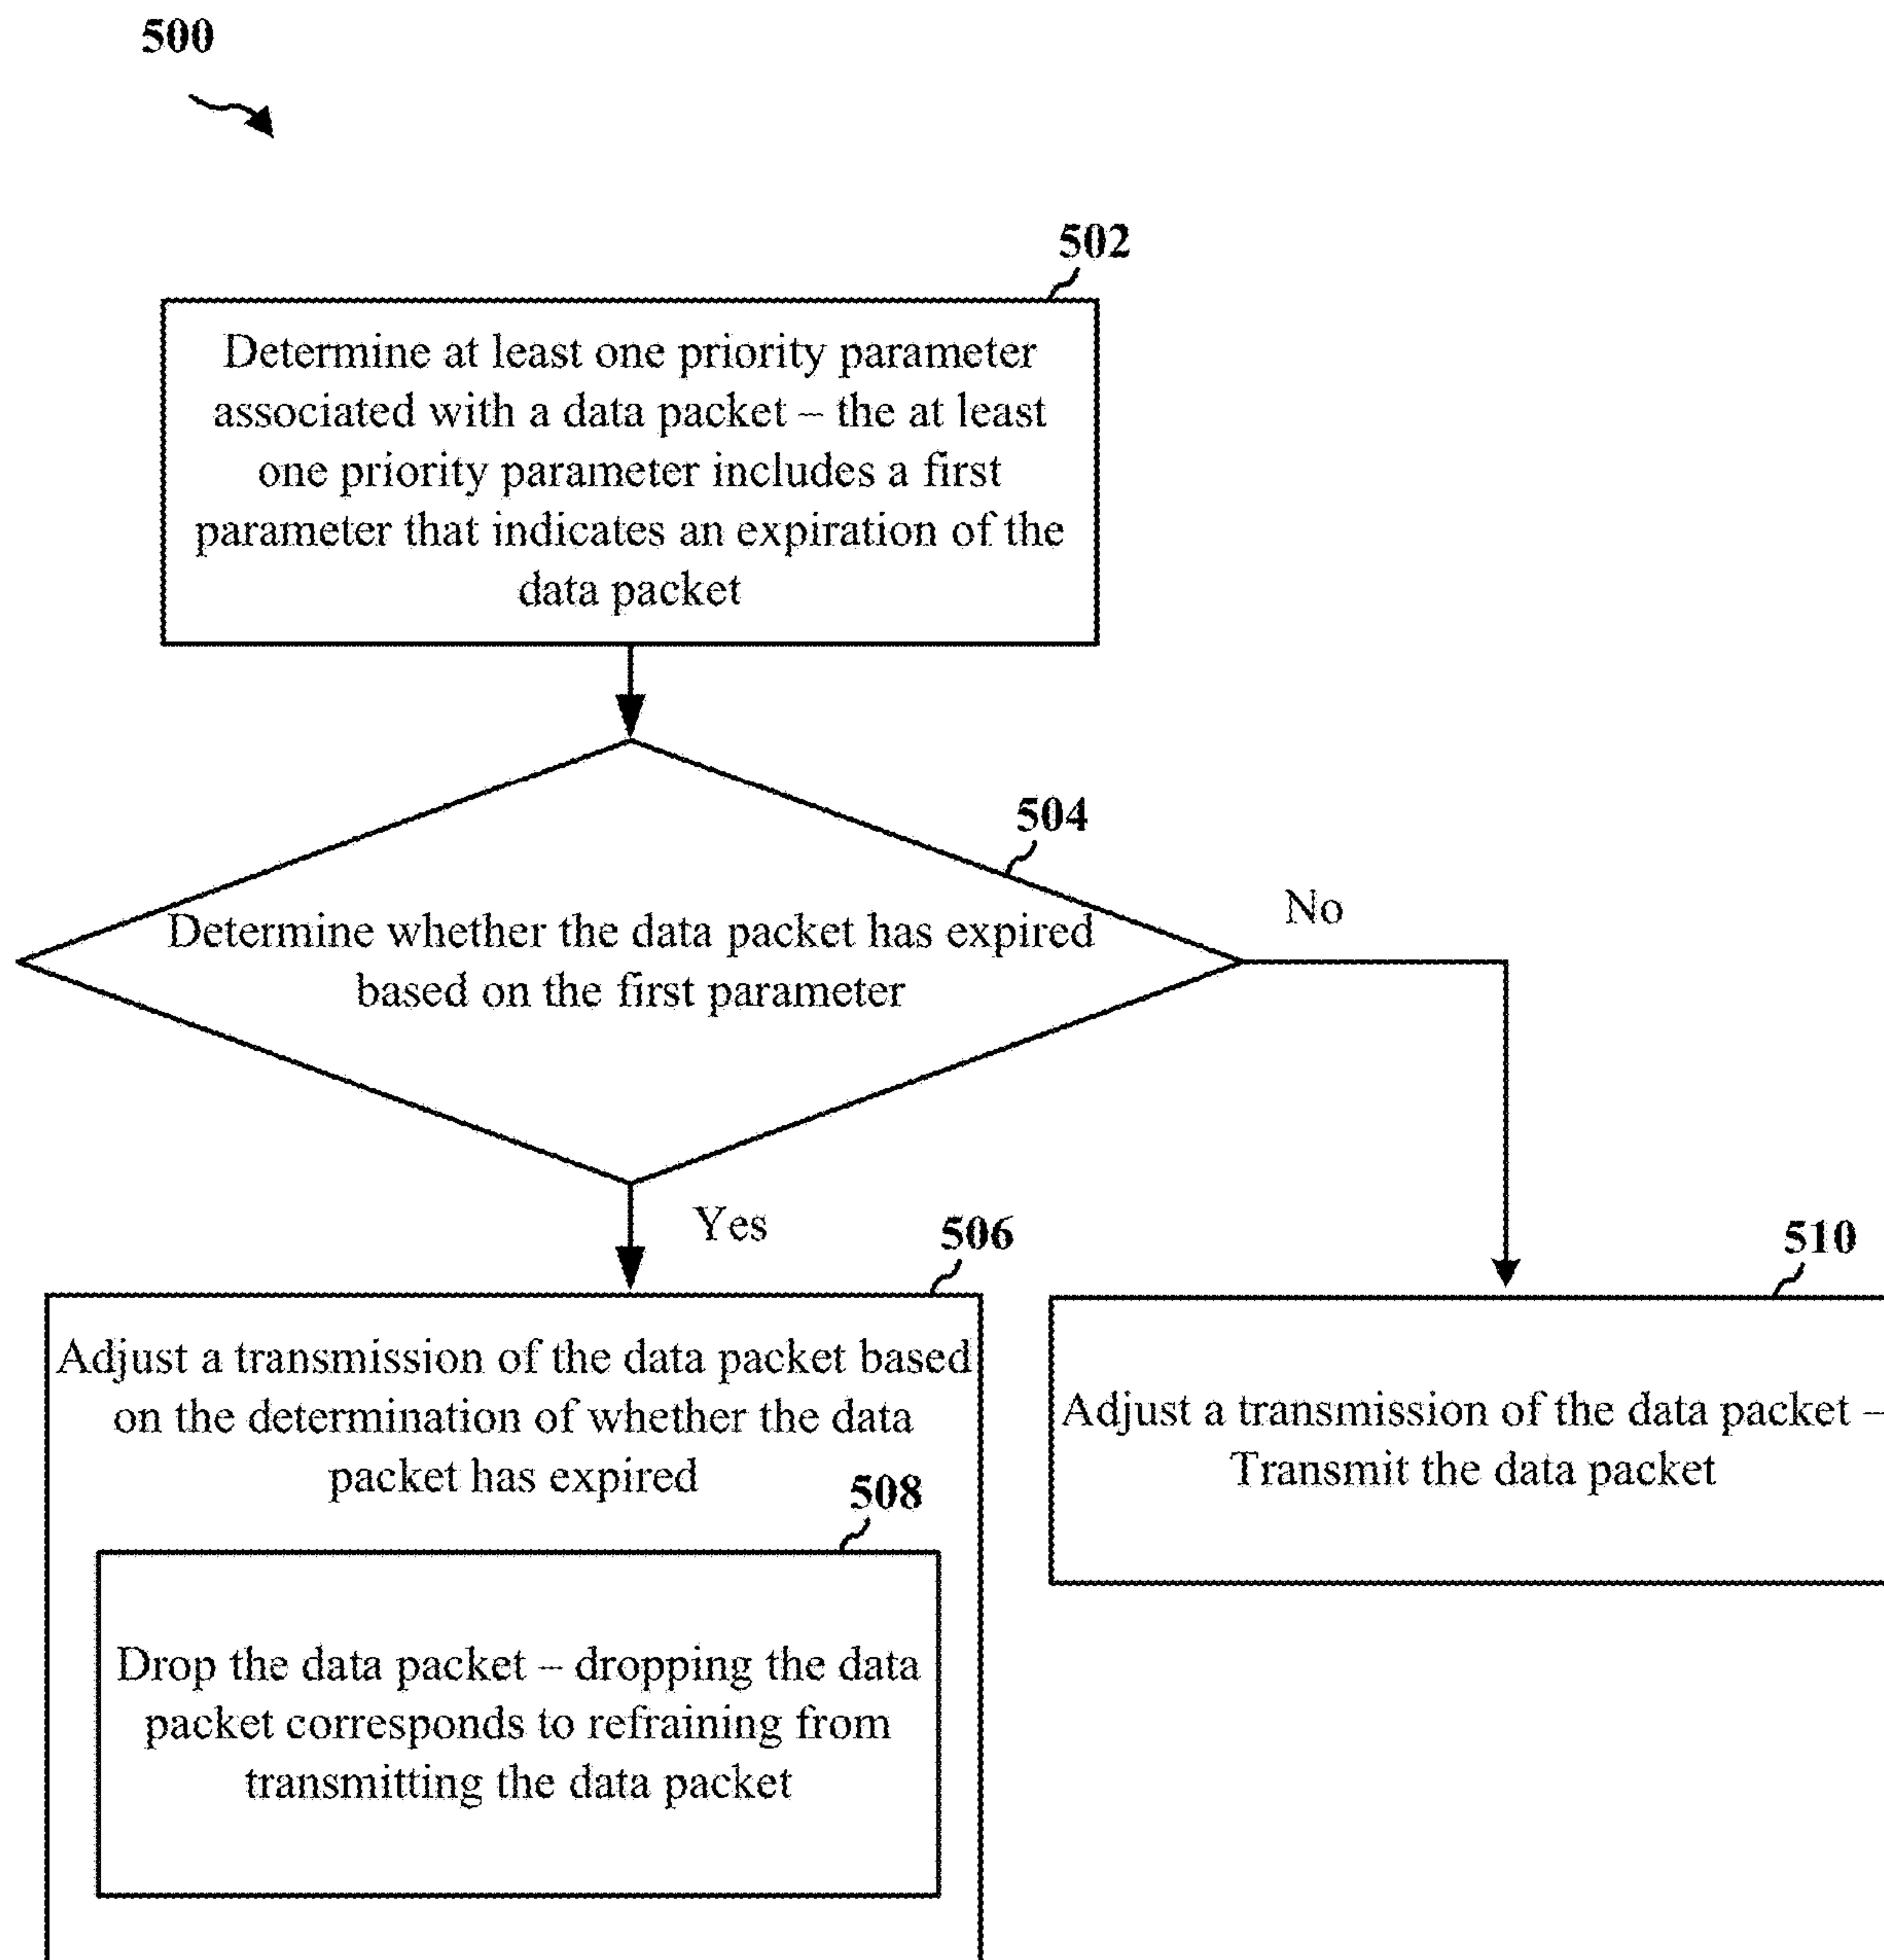 500
502
Determine at least one priority parameter
associated with a data packet – the at least
one priority parameter includes a first
parameter that indicates an expiration of the
data packet
504
Determine whether the data packet has expired
based on the first parameter
No
Yes
506
Adjust a transmission of the data packet based
on the determination of whether the data
packet has expired
508
Drop the data packet – dropping the data
packet corresponds to refraining from
transmitting the data packet
510
Adjust a transmission of the data packet –
Transmit the data packet